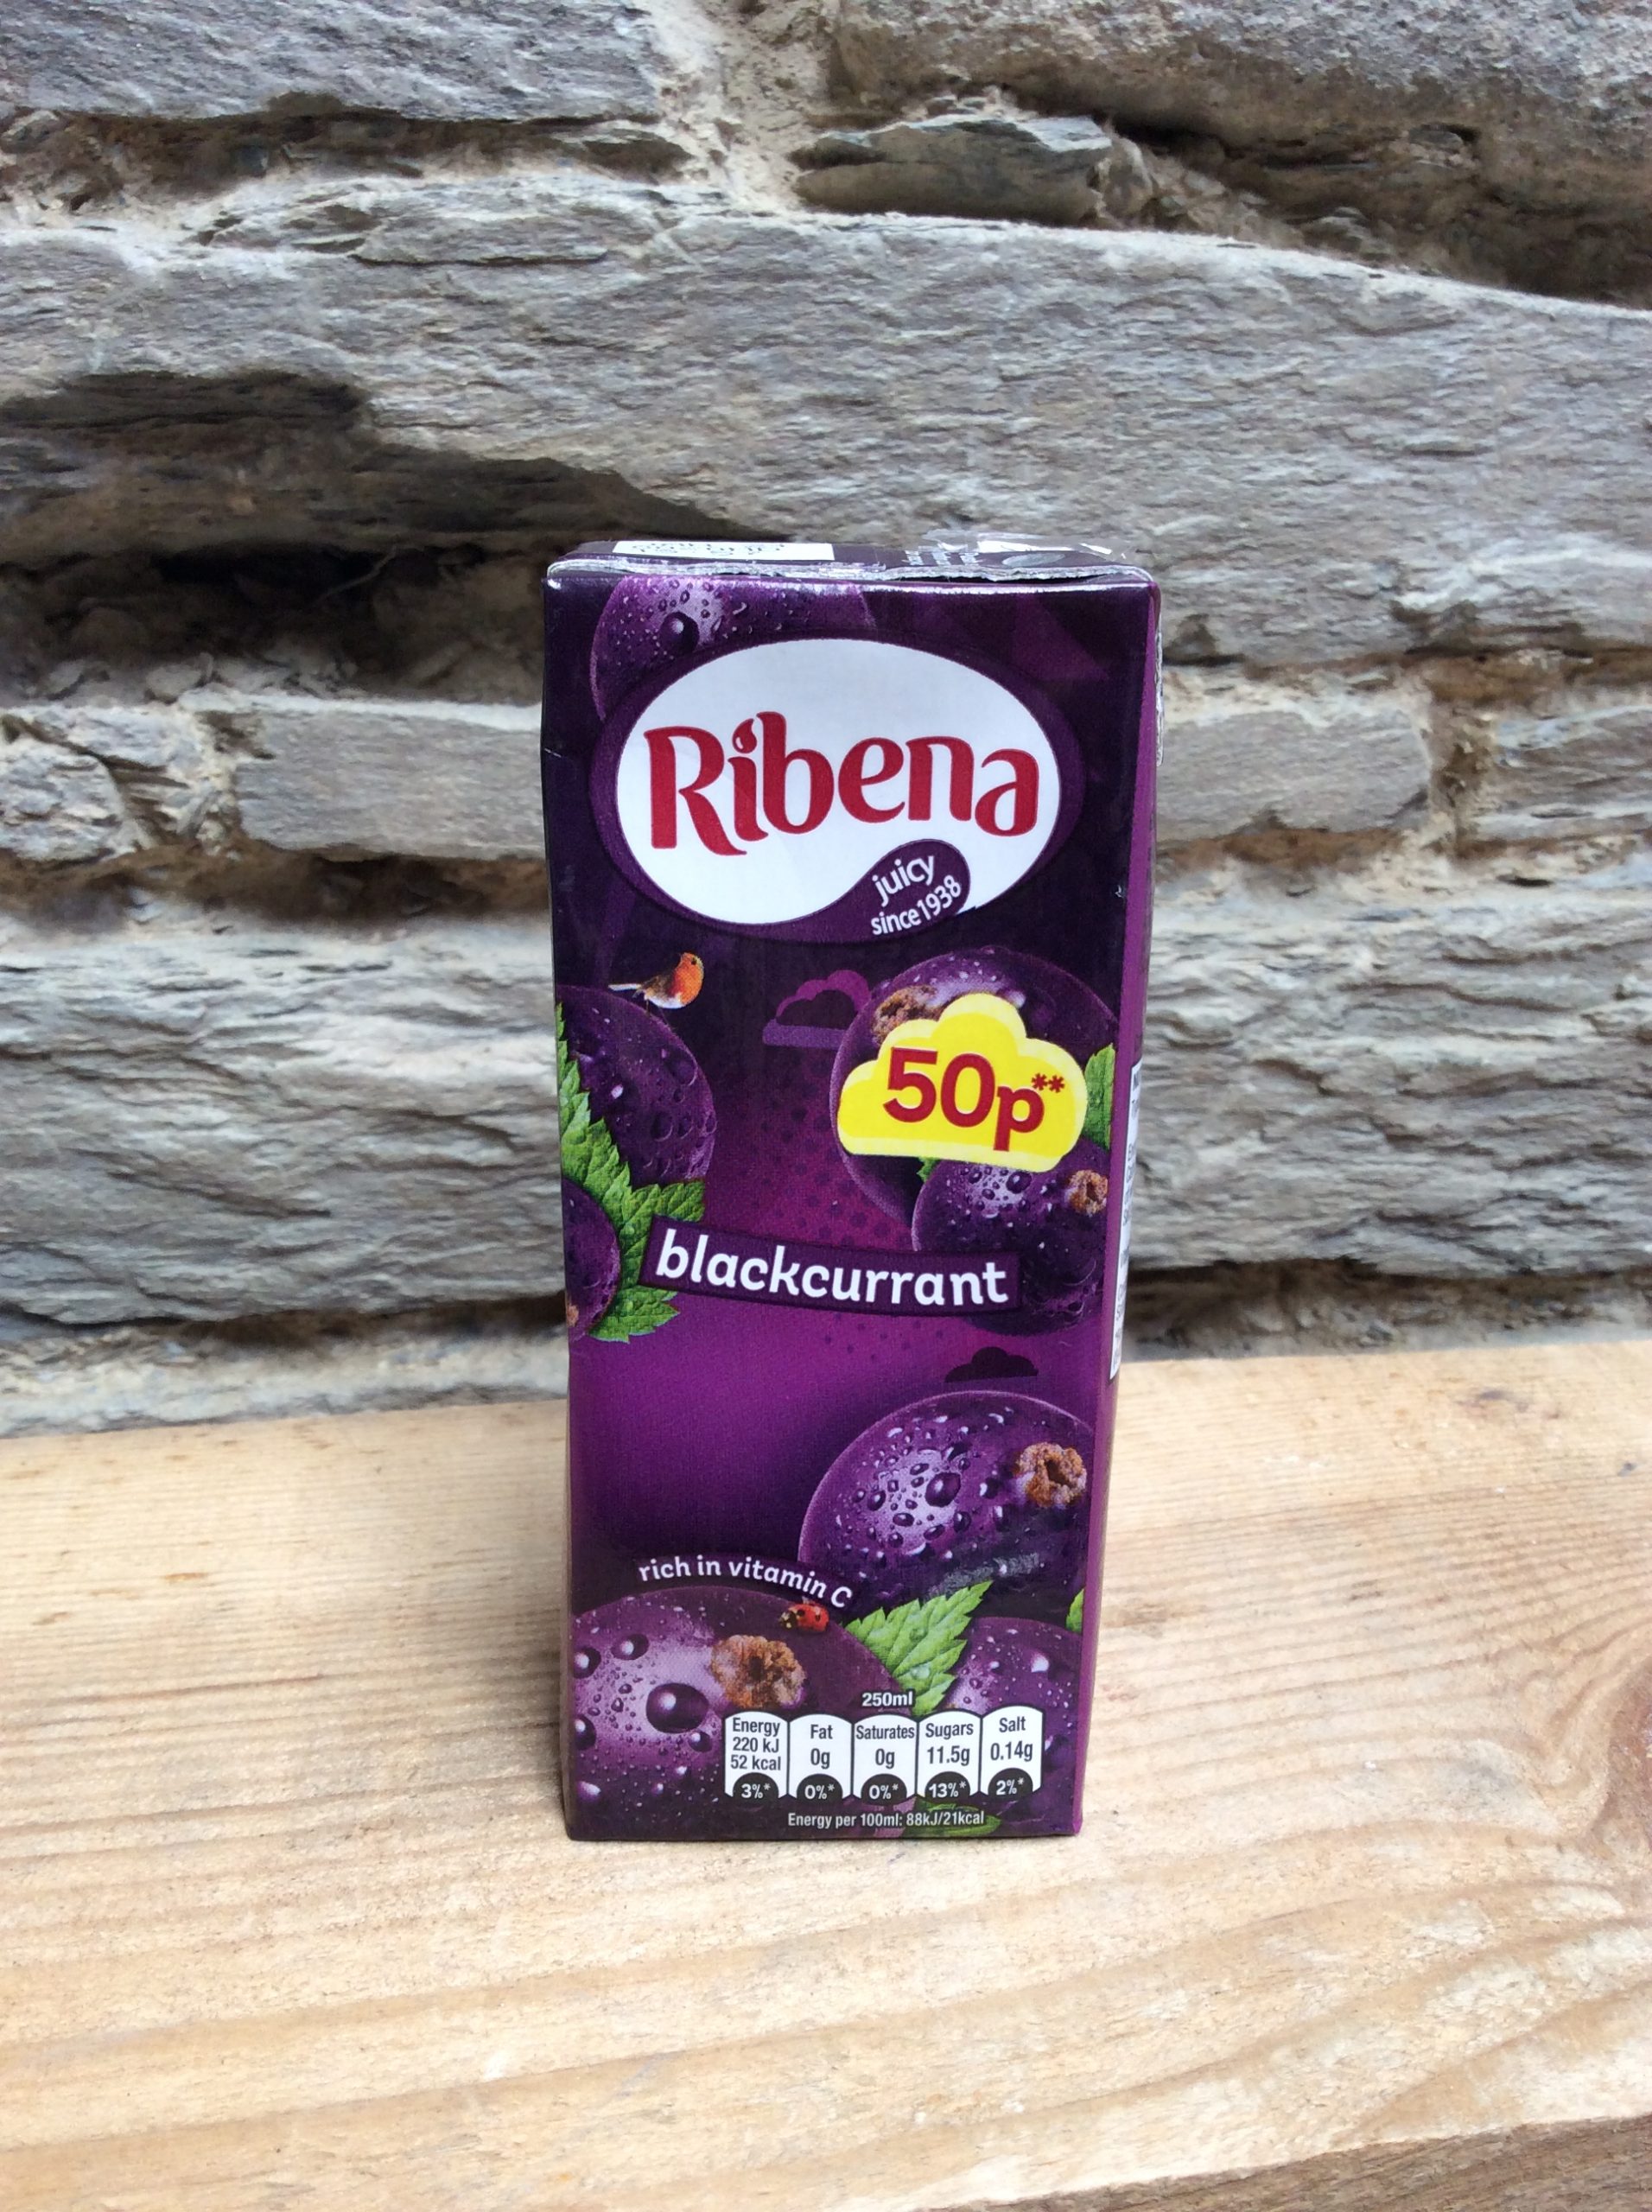 Ribena
juicy
since 1938
50p**
blackcurrant
rich in vitamin C
250ml
Energy
220 kJ
52 kcal
3%*
Fat
0g
0%*
Saturates
0g
0%*
Sugars
11.5g
13%*
Salt
0.14g
2%*
Energy per 100ml: 88kJ/21kcal